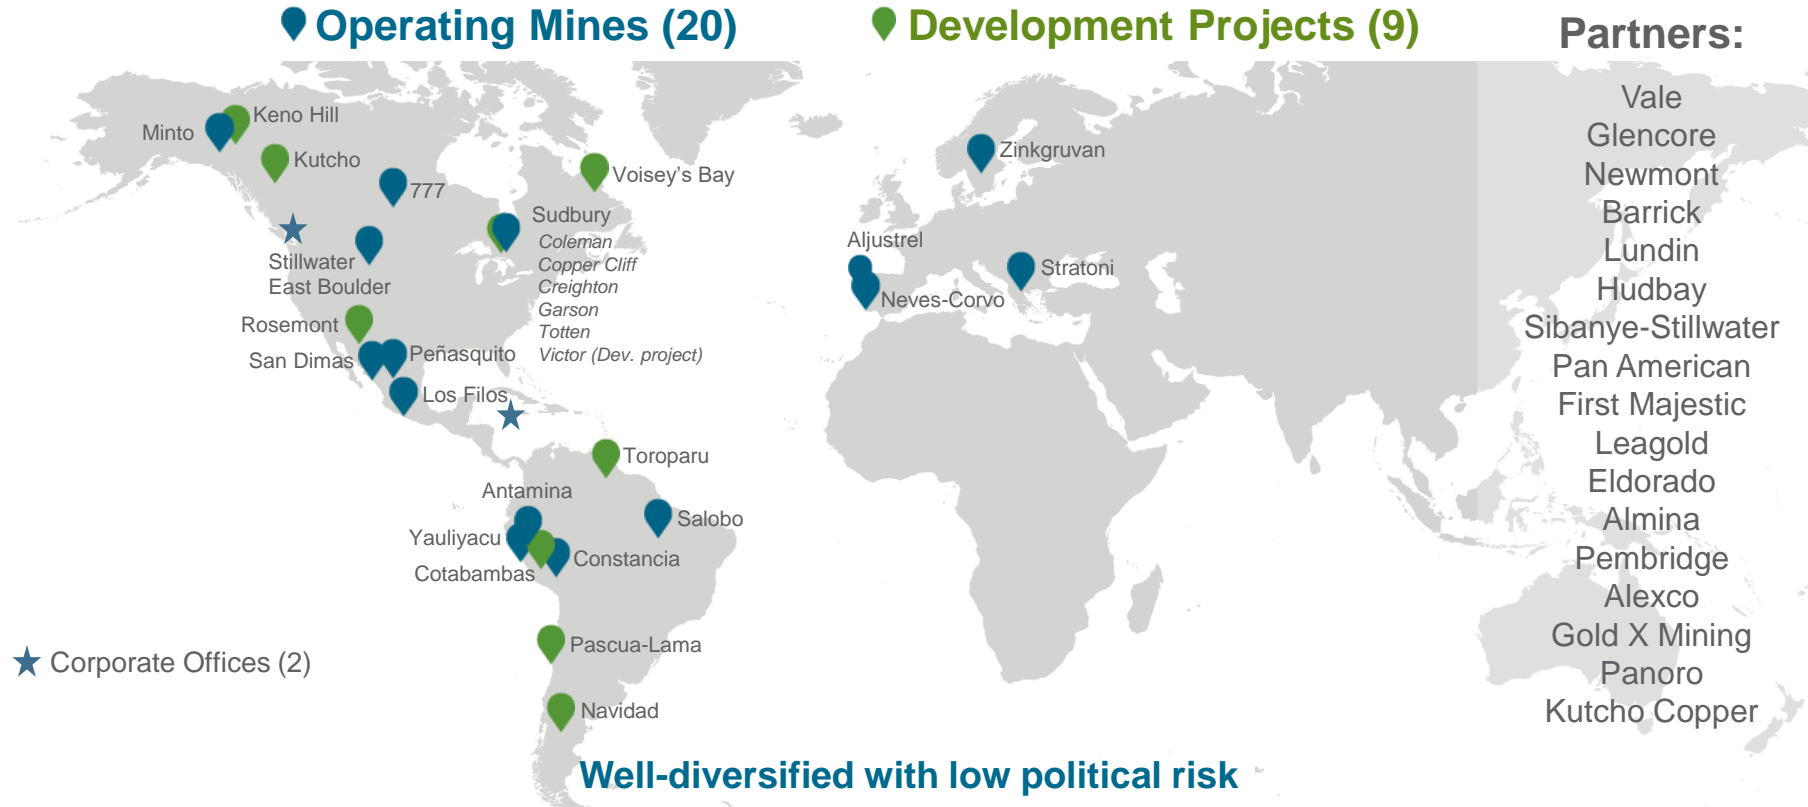 Operating Mines (20)
Development Projects (9)
Partners:
Vale
Glencore
Newmont
Barrick
Lundin
Hudbay
Sibanye-Stillwater
Pan American
First Majestic
Leagold
Eldorado
Almina
Pembridge
Alexco
Gold X Mining
Panoro
Kutcho Copper
Keno Hill
Minto
Kutcho
777
Voisey's Bay
Sudbury
Coleman
Copper Cliff
Creighton
Garson
Totten
Victor (Dev. project)
Stillwater
East Boulder
Rosemont
San Dimas
Peñasquito
Los Filos
Toroparu
Antamina
Salobo
Yauliyacu
Constancia
Cotabambas
Pascua-Lama
Navidad
Zinkgruvan
Aljustrel
Stratoni
Neves-Corvo
Corporate Offices (2)
Well-diversified with low political risk